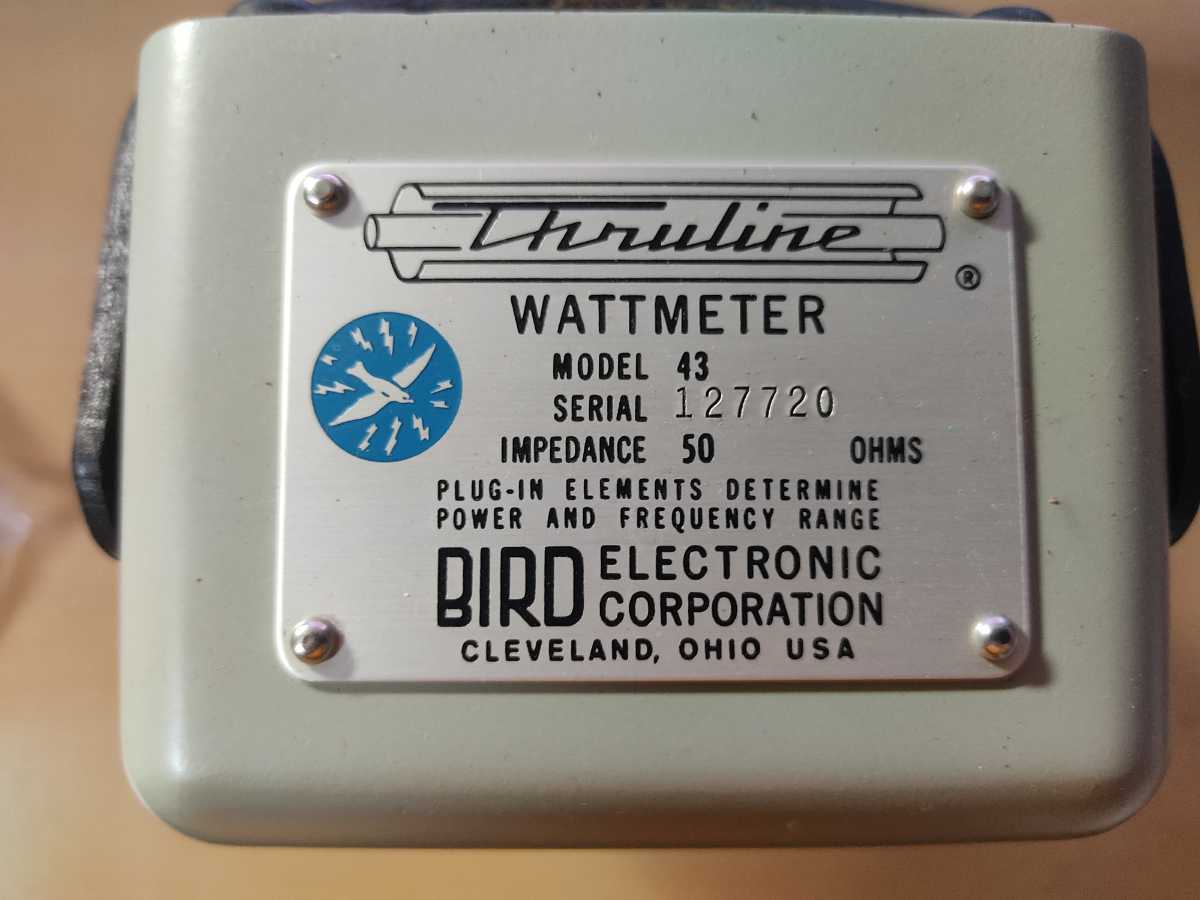 Thruline
®
WATTMETER
MODEL 43
SERIAL 127720
IMPEDANCE 50 OHMS
PLUG-IN ELEMENTS DETERMINE
POWER AND FREQUENCY RANGE
BIRD ELECTRONIC
CORPORATION
CLEVELAND, OHIO USA